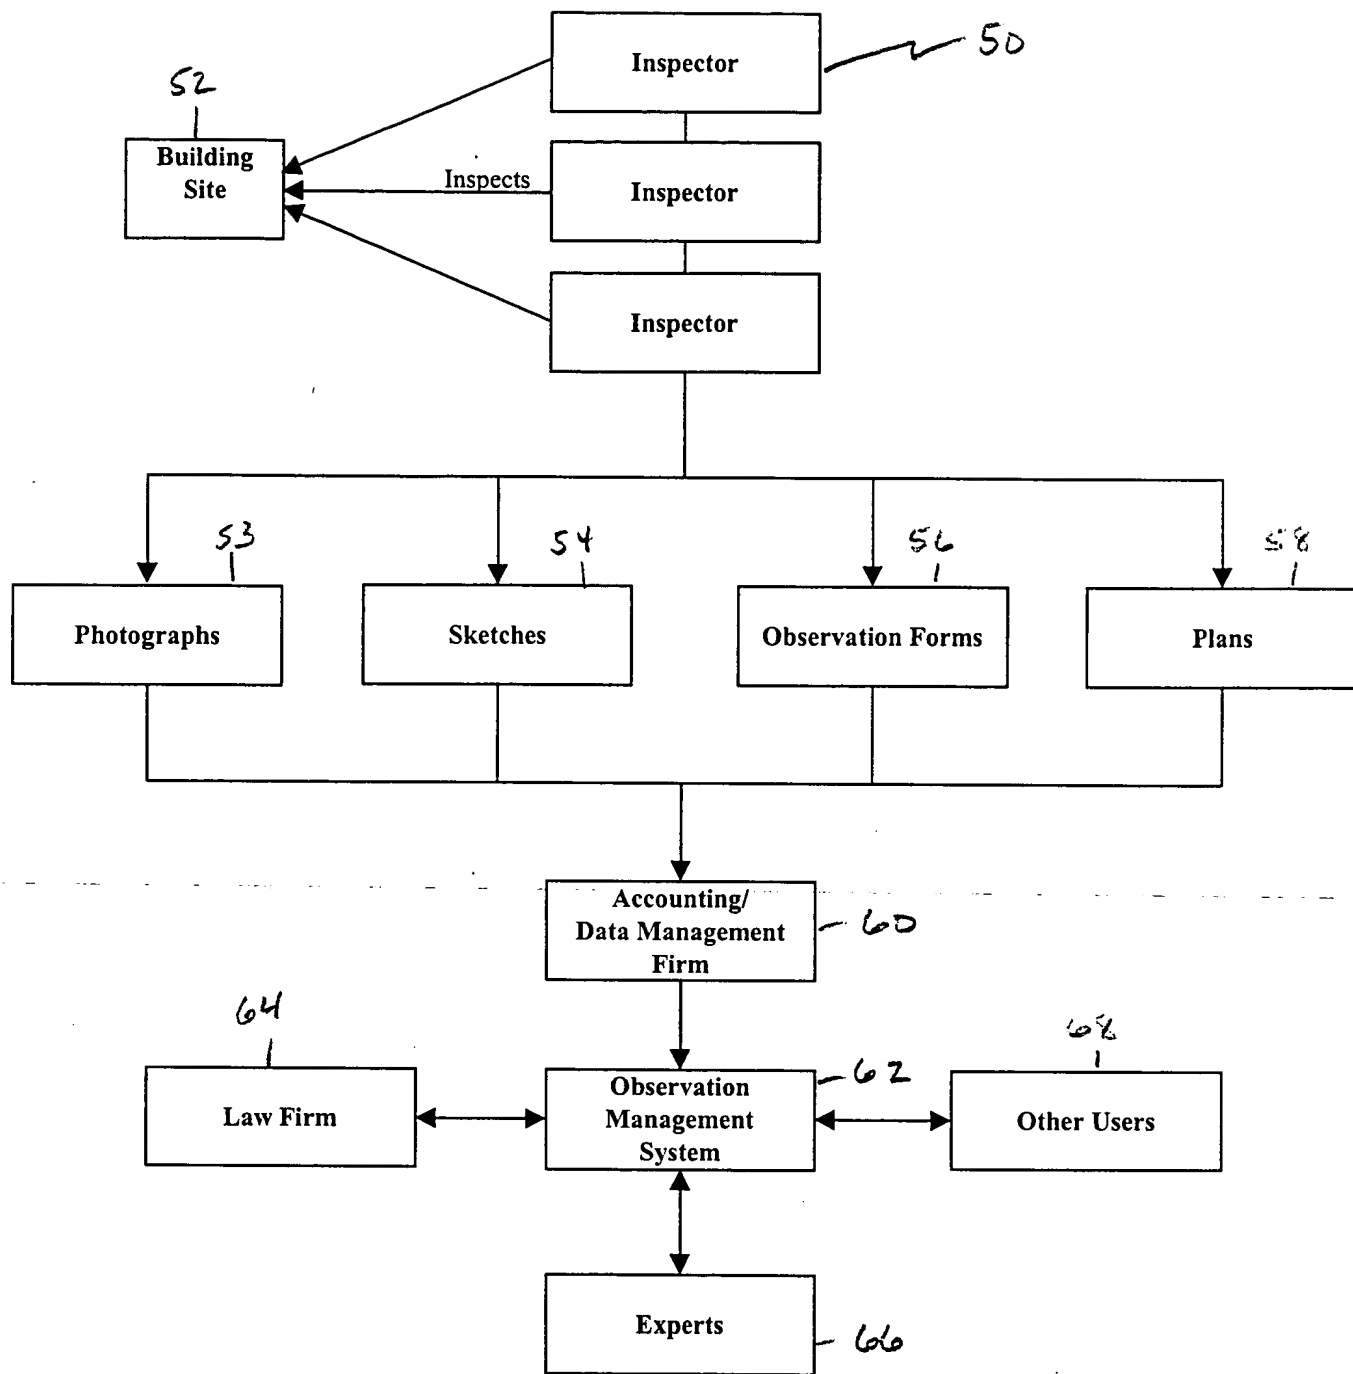 Inspector
50
52
Building
Site
Inspects
Inspector
Inspector
53
54
56
58
Photographs
Sketches
Observation Forms
Plans
Accounting/
Data Management
Firm
60
64
68
62
Law Firm
Observation
Management
System
Other Users
Experts
66